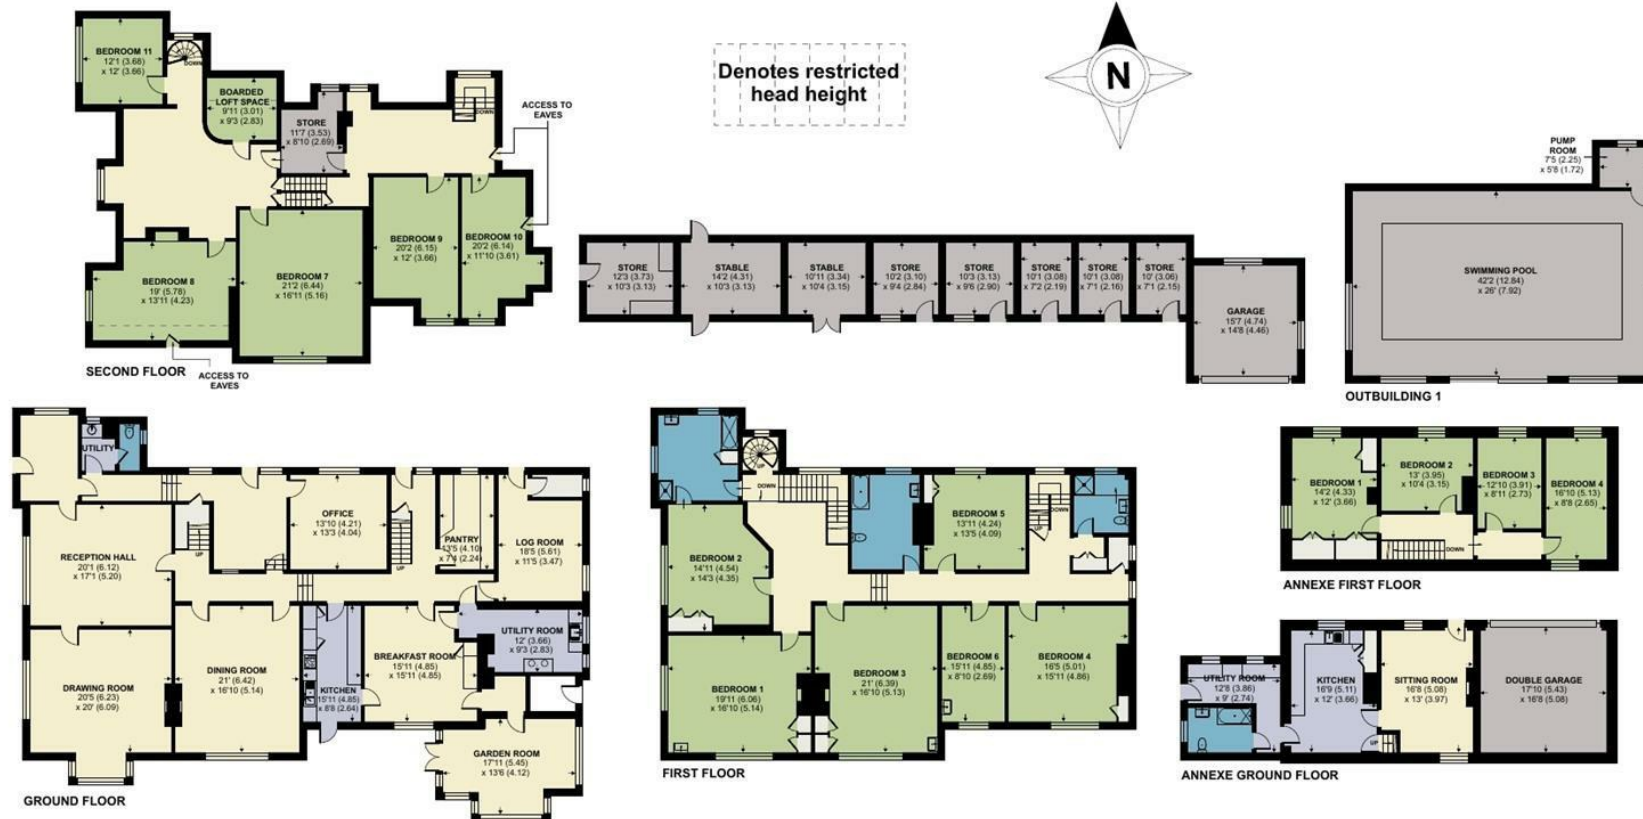 BEDROOM 11
12'1 (3.68)
x 12' (3.66)
DOWN
BOARDED
LOFT SPACE
9'11 (3.01)
x 9'3 (2.83)
STORE
11'7 (3.53)
x 8'10 (2.69)
DOWN
ACCESS TO
EAVES
BEDROOM 9
20'2 (6.15)
x 12' (3.66)
BEDROOM 10
20'2 (6.14)
x 11'10 (3.61)
BEDROOM 8
19' (5.78)
x 13'11 (4.23)
BEDROOM 7
21'2 (6.44)
x 16'11 (5.16)
SECOND FLOOR
ACCESS TO
EAVES
Denotes restricted
head height
N
STORE
12'3 (3.73)
x 10'3 (3.13)
STABLE
14'2 (4.31)
x 10'3 (3.13)
STABLE
10'11 (3.34)
x 10'4 (3.15)
STORE
10'2 (3.10)
x 9'4 (2.84)
STORE
10'3 (3.13)
x 9'6 (2.90)
STORE
10'1 (3.08)
x 7'2 (2.19)
STORE
10'1 (3.08)
x 7'1 (2.16)
STORE
10' (3.06)
x 7'1 (2.15)
GARAGE
15'7 (4.74)
x 14'8 (4.46)
PUMP
ROOM
7'5 (2.25)
x 5'8 (1.72)
SWIMMING POOL
42'2 (12.84)
x 26' (7.92)
OUTBUILDING 1
UTILITY
OFFICE
13'10 (4.21)
x 13'3 (4.04)
PANTRY
13'5 (4.10)
x 7'4 (2.24)
LOG ROOM
18'5 (5.61)
x 11'5 (3.47)
UP
UP
RECEPTION HALL
20'1 (6.12)
x 17'1 (5.20)
DRAWING ROOM
20'5 (6.23)
x 20' (6.09)
DINING ROOM
21' (6.42)
x 16'10 (5.14)
KITCHEN
15'11 (4.85)
x 8'8 (2.64)
BREAKFAST ROOM
15'11 (4.85)
x 15'11 (4.85)
UTILITY ROOM
12' (3.66)
x 9'3 (2.83)
GARDEN ROOM
17'11 (5.45)
x 13'6 (4.12)
GROUND FLOOR
UP
DOWN
BEDROOM 2
14'11 (4.54)
x 14'3 (4.35)
BEDROOM 5
13'11 (4.24)
x 13'5 (4.09)
UP
DOWN
BEDROOM 1
19'11 (6.06)
x 16'10 (5.14)
BEDROOM 3
21' (6.39)
x 16'10 (5.13)
BEDROOM 6
15'11 (4.85)
x 8'10 (2.69)
BEDROOM 4
16'5 (5.01)
x 15'11 (4.86)
FIRST FLOOR
BEDROOM 1
14'2 (4.33)
x 12' (3.66)
BEDROOM 2
13' (3.95)
x 10'4 (3.15)
BEDROOM 3
12'10 (3.91)
x 8'11 (2.73)
BEDROOM 4
16'10 (5.13)
x 8'8 (2.65)
DOWN
ANNEXE FIRST FLOOR
UTILITY ROOM
12'8 (3.86)
x 9' (2.74)
KITCHEN
16'9 (5.11)
x 12' (3.66)
SITTING ROOM
16'8 (5.08)
x 13' (3.97)
DOUBLE GARAGE
17'10 (5.43)
x 16'8 (5.08)
UP
ANNEXE GROUND FLOOR